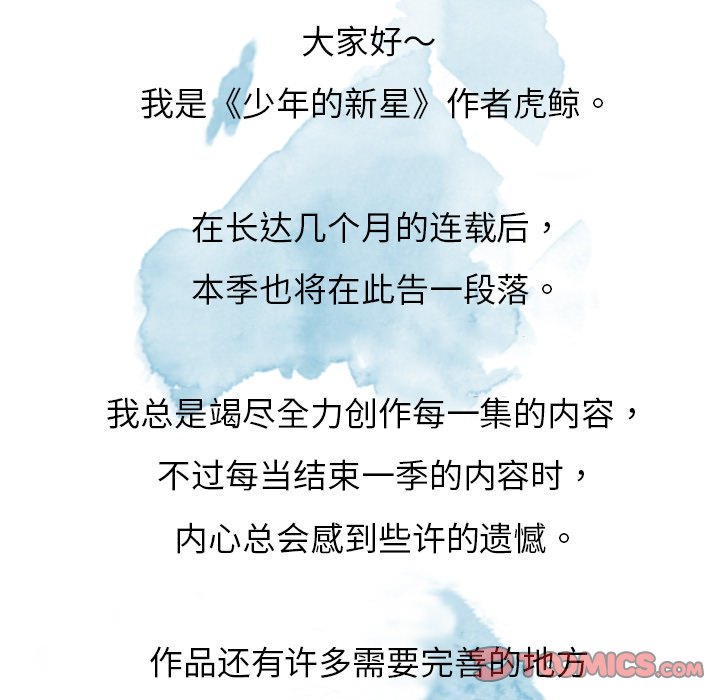 大家好～
我是《少年的新星》作者虎鲸。
在长达几个月的连载后，
本季也将在此告一段落。
我总是竭尽全力创作每一集的内容，
不过每当结束一季的内容时，
内心总会感到些许的遗憾。
作品还有许多需要完善的地方
TOOMICS.COM